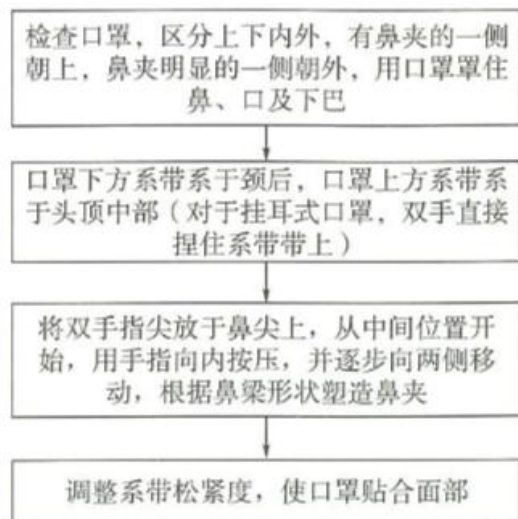 检查口罩，区分上下内外，有鼻夹的一侧
朝上，鼻夹明显的一侧朝外，用口罩罩住
鼻、口及下巴
口罩下方系带系于颈后，口罩上方系带系
于头顶中部（对于挂耳式口罩，双手直接
捏住系带带上）
将双手指尖放于鼻尖上，从中间位置开
始，用手指向内按压，并逐步向两侧移
动，根据鼻梁形状塑造鼻夹
调整系带松紧度，使口罩贴合面部